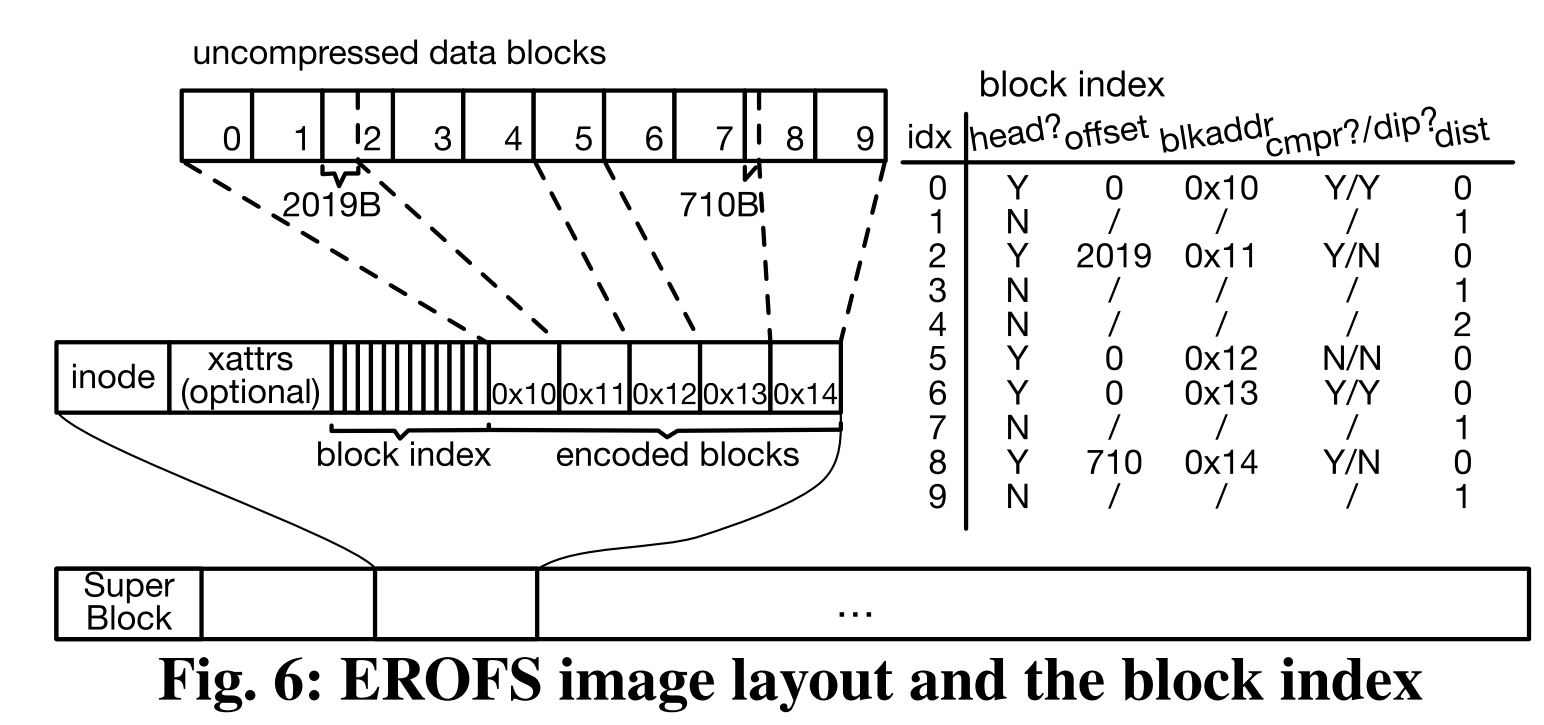 uncompressed data blocks
0 1 2 3 4 5 6 7 8 9
2019B 710B
inode xattrs (optional) 0x10 0x11 0x12 0x13 0x14
block index encoded blocks
Super Block ...
block index
idx head? offset blkaddr cmpr?/dip? dist
0 Y 0 0x10 Y/Y 0
1 N / / / 1
2 Y 2019 0x11 Y/N 0
3 N / / / 1
4 N / / / 2
5 Y 0 0x12 N/N 0
6 Y 0 0x13 Y/Y 0
7 N / / / 1
8 Y 710 0x14 Y/N 0
9 N / / / 1
Fig. 6: EROFS image layout and the block index